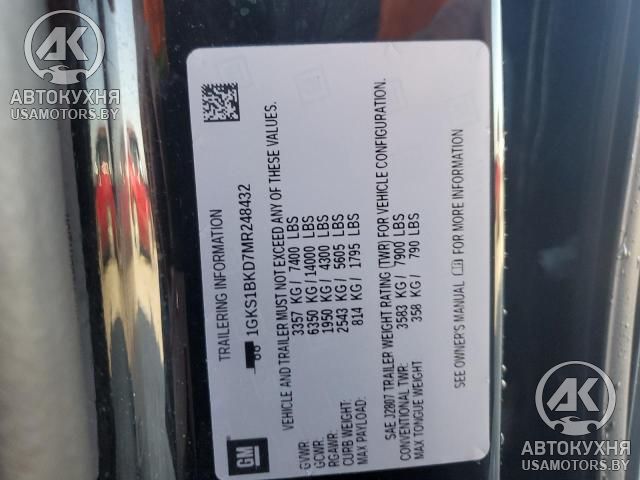 AK
АВТОКУХНЯ
USAMOTORS.BY
TRAILERING INFORMATION
1GKS1BKD7MR248432
VEHICLE AND TRAILER MUST NOT EXCEED ANY OF THESE VALUES.
GVWR: 3357 KG / 7400 LBS
GCWR: 6350 KG / 14000 LBS
RGAWR: 1950 KG / 4300 LBS
CURB WEIGHT: 2543 KG / 5605 LBS
MAX PAYLOAD: 814 KG / 1795 LBS
SAE J2807 TRAILER WEIGHT RATING (TWR) FOR VEHICLE CONFIGURATION.
CONVENTIONAL TWR: 3583 KG / 7900 LBS
MAX TONGUE WEIGHT 358 KG / 790 LBS
SEE OWNER'S MANUAL FOR MORE INFORMATION
GM
AK
АВТОКУХНЯ
USAMOTORS.BY